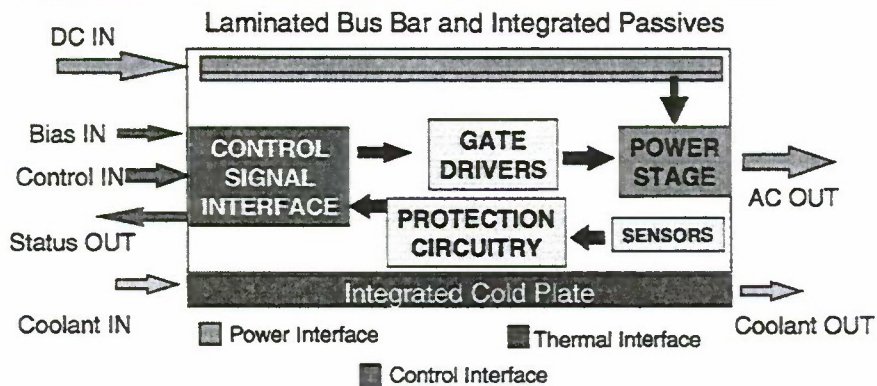 Laminated Bus Bar and Integrated Passives
DC IN
Bias IN
Control IN
Status OUT
CONTROL
SIGNAL
INTERFACE
GATE
DRIVERS
POWER
STAGE
AC OUT
PROTECTION
CIRCUITRY
SENSORS
Integrated Cold Plate
Coolant IN
Coolant OUT
Power Interface
Thermal Interface
Control Interface